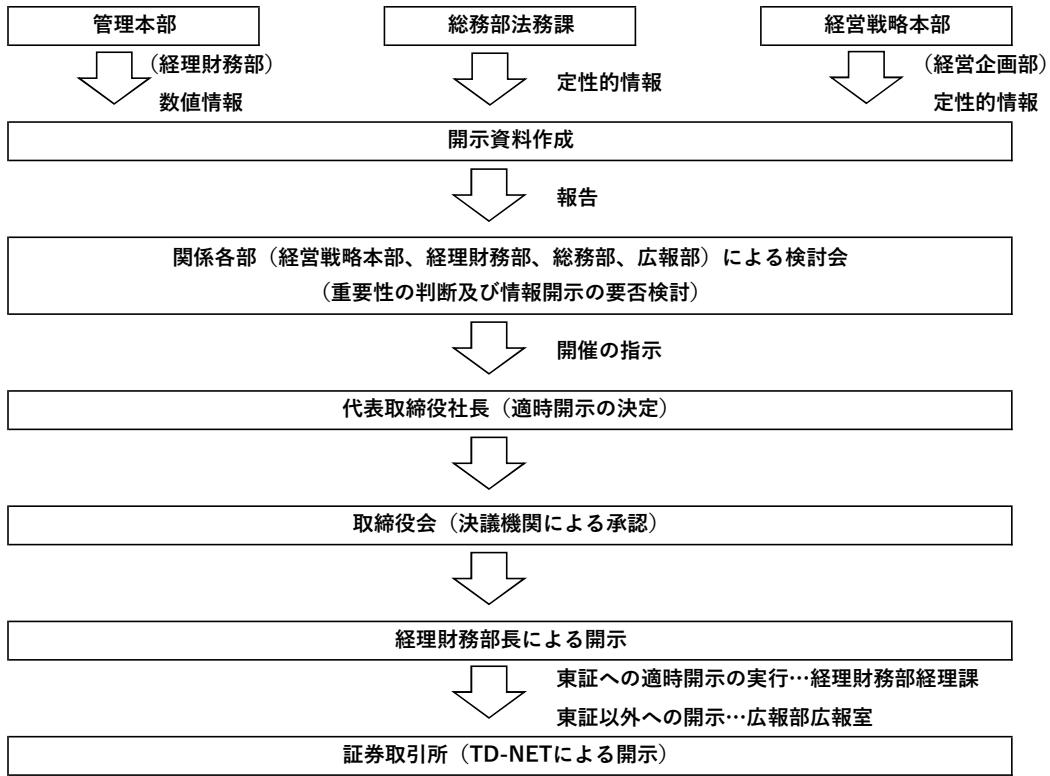 管理本部
総務部法務課
経営戦略本部
（経理財務部）
数値情報
定性的情報
（経営企画部）
定性的情報
開示資料作成
報告
関係各部（経営戦略本部、経理財務部、総務部、広報部）による検討会
（重要性の判断及び情報開示の要否検討）
開催の指示
代表取締役社長（適時開示の決定）
取締役会（決議機関による承認）
経理財務部長による開示
東証への適時開示の実行…経理財務部経理課
東証以外への開示…広報部広報室
証券取引所（TD-NETによる開示）